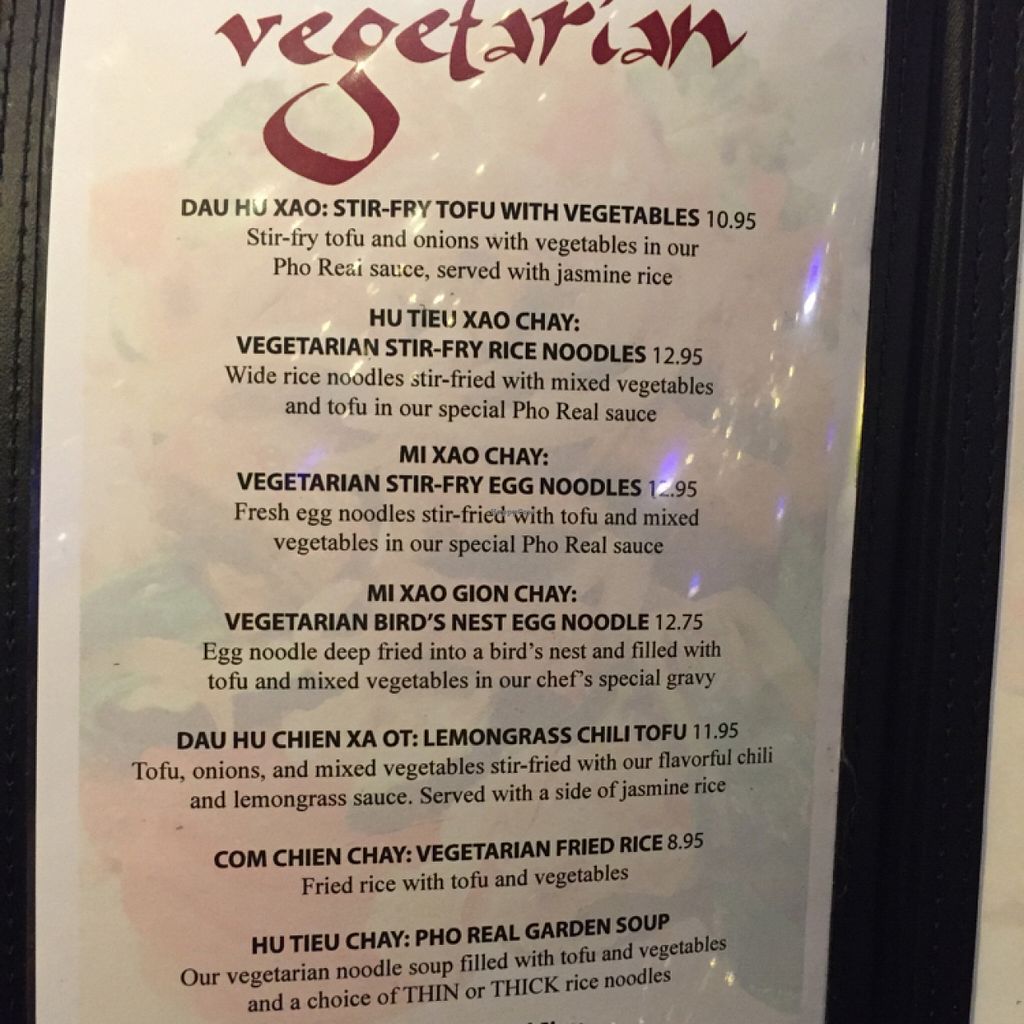 vegetarian
DAU HU XAO: STIR-FRY TOFU WITH VEGETABLES 10.95
Stir-fry tofu and onions with vegetables in our
Pho Real sauce, served with jasmine rice
HU TIEU XAO CHAY:
VEGETARIAN STIR-FRY RICE NOODLES 12.95
Wide rice noodles stir-fried with mixed vegetables
and tofu in our special Pho Real sauce
MI XAO CHAY:
VEGETARIAN STIR-FRY EGG NOODLES 12.95
Fresh egg noodles stir-fried with tofu and mixed
vegetables in our special Pho Real sauce
MI XAO GION CHAY:
VEGETARIAN BIRD'S NEST EGG NOODLE 12.75
Egg noodle deep fried into a bird's nest and filled with
tofu and mixed vegetables in our chef's special gravy
DAU HU CHIEN XA OT: LEMONGRASS CHILI TOFU 11.95
Tofu, onions, and mixed vegetables stir-fried with our flavorful chili
and lemongrass sauce. Served with a side of jasmine rice
COM CHIEN CHAY: VEGETARIAN FRIED RICE 8.95
Fried rice with tofu and vegetables
HU TIEU CHAY: PHO REAL GARDEN SOUP
Our vegetarian noodle soup filled with tofu and vegetables
and a choice of THIN or THICK rice noodles